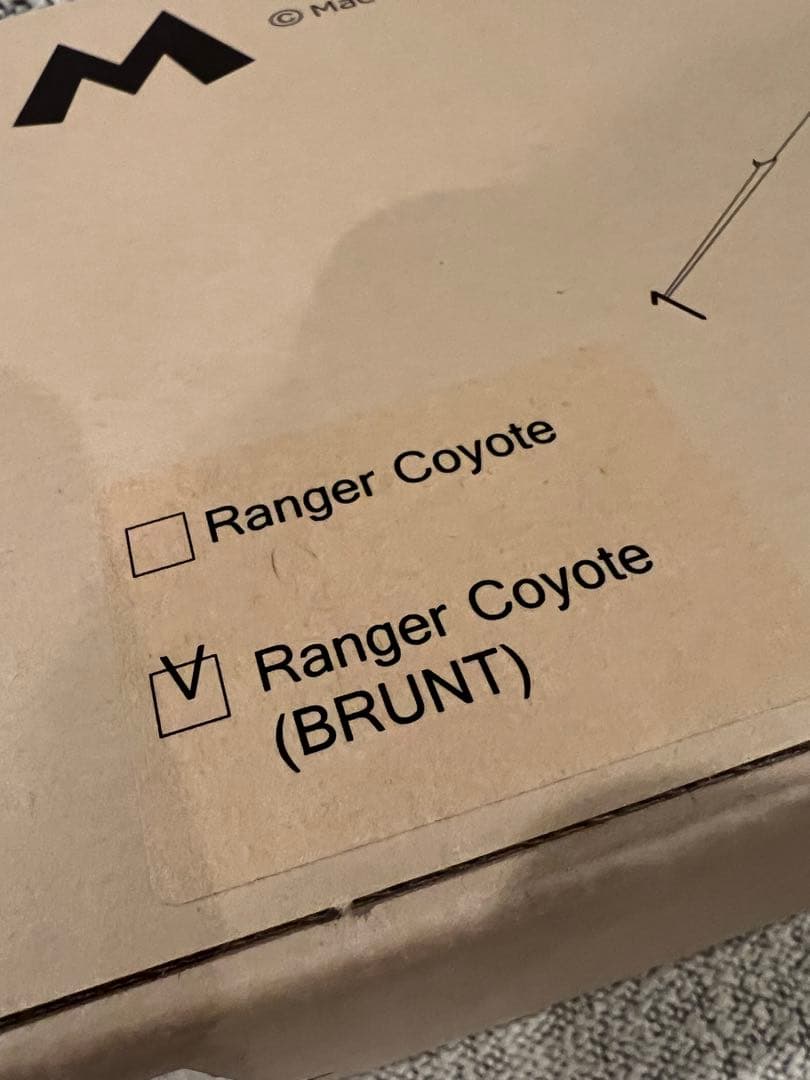 ©
Ranger Coyote
V Ranger Coyote
(BRUNT)